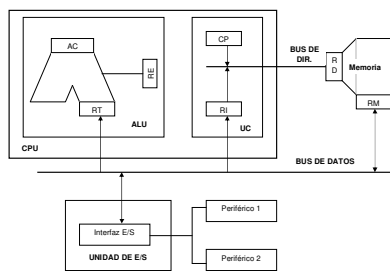 AC
RE
RT
ALU
CPU
CP
RI
UC
BUS DE
DIR.
R
D
Memoria
RM
BUS DE DATOS
Interfaz E/S
UNIDAD DE E/S
Periférico 1
Periférico 2